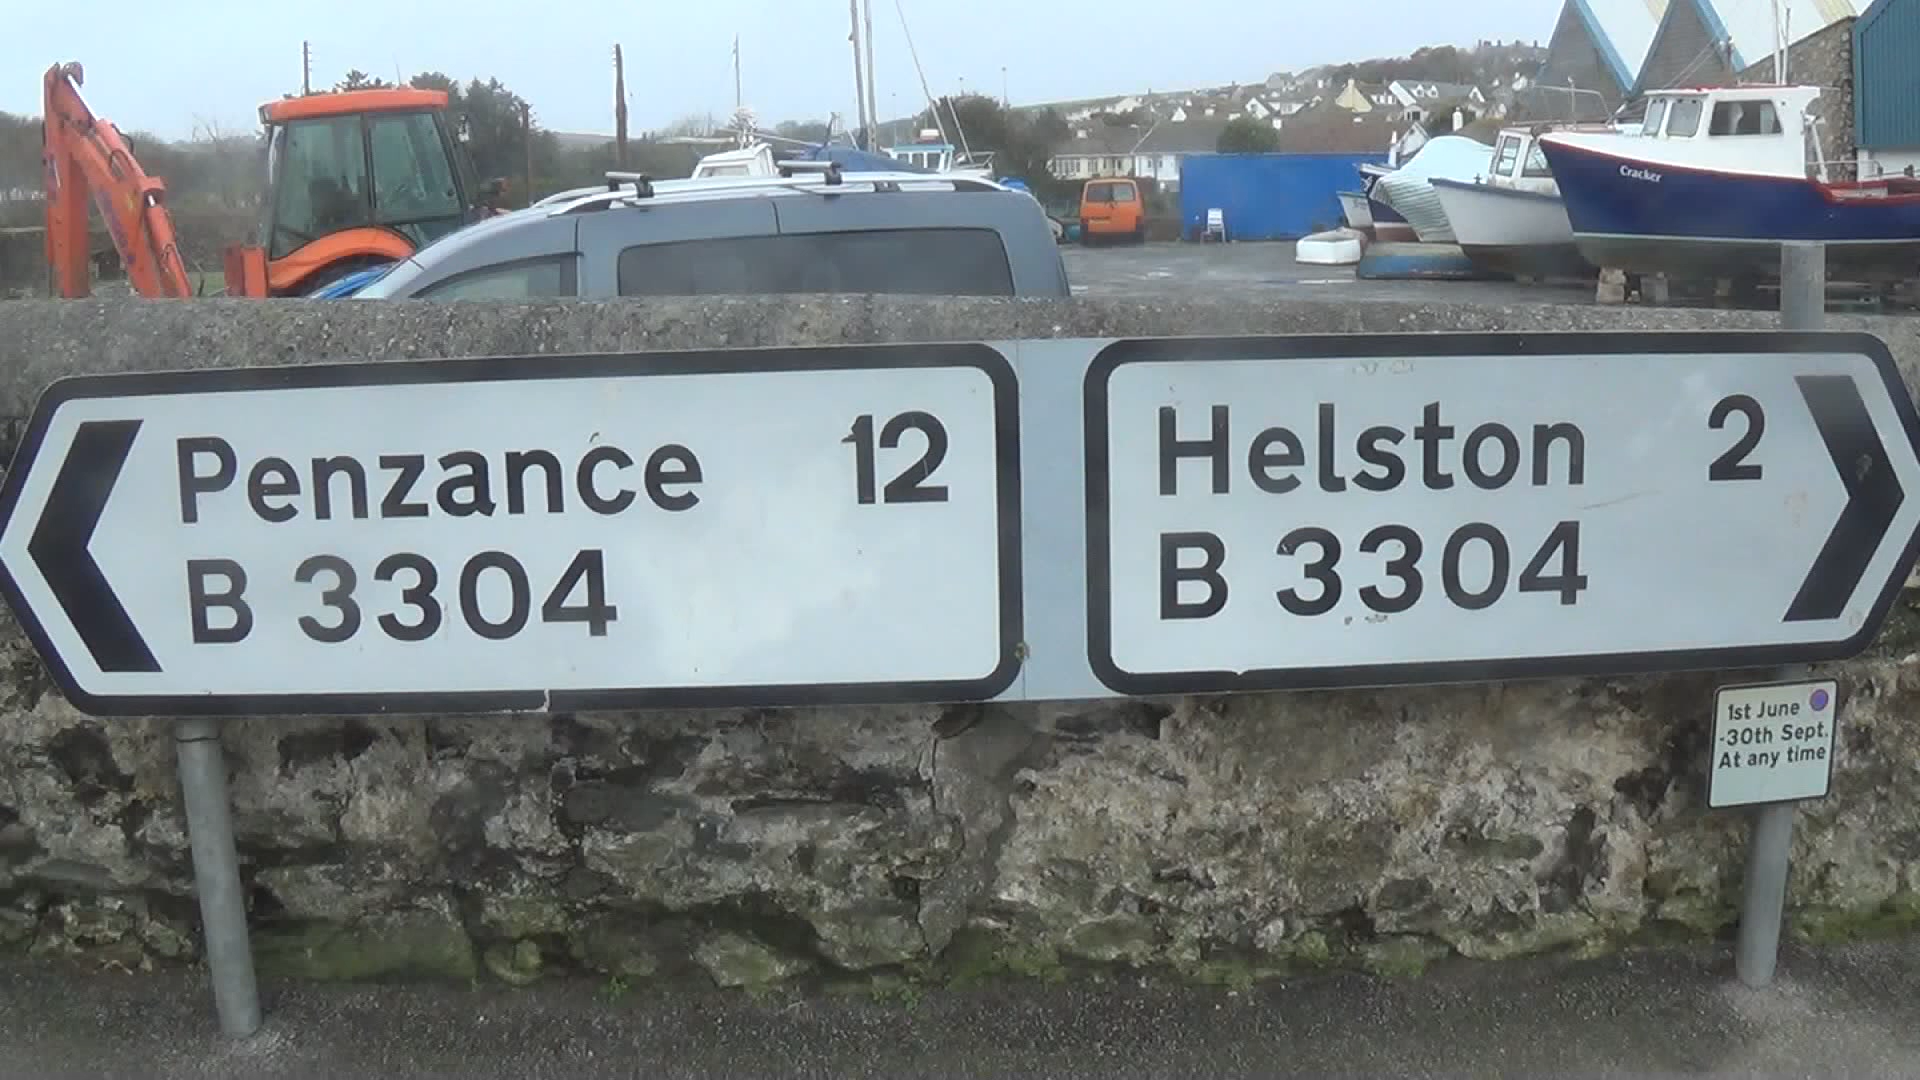 Cracker
Penzance 12
B 3304
Helston 2
B 3304
1st June
-30th Sept.
At any time